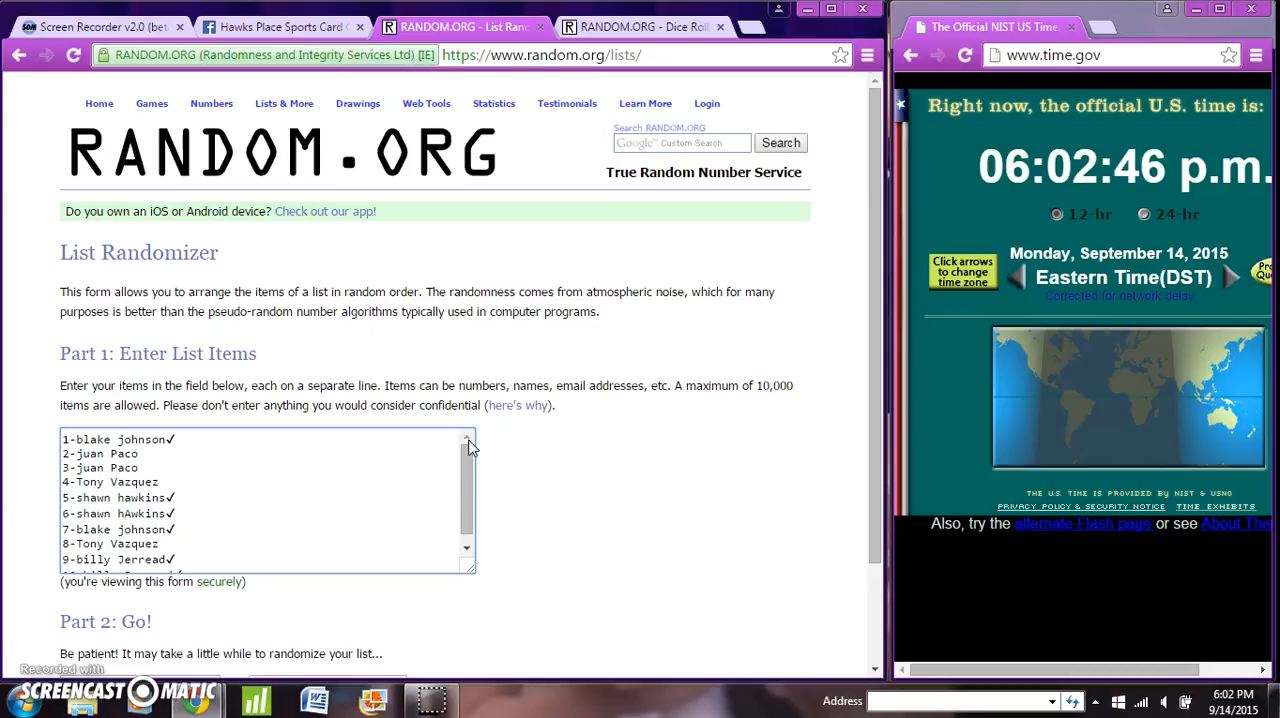 Screen Recorder v2.0 (bet
Hawks Place Sports Card
RANDOM.ORG - List Ran
RANDOM.ORG - Dice Roll
The Official NIST US Time
RANDOM.ORG (Randomness and Integrity Services Ltd) [IE]
https://www.random.org/lists/
www.time.gov
Home Games Numbers Lists & More Drawings Web Tools Statistics Testimonials Learn More Login
RANDOM.ORG
Search RANDOM.ORG
Google™ Custom Search
Search
True Random Number Service
Do you own an iOS or Android device? Check out our app!
List Randomizer
This form allows you to arrange the items of a list in random order. The randomness comes from atmospheric noise, which for many
purposes is better than the pseudo-random number algorithms typically used in computer programs.
Part 1: Enter List Items
Enter your items in the field below, each on a separate line. Items can be numbers, names, email addresses, etc. A maximum of 10,000
items are allowed. Please don't enter anything you would consider confidential (here's why).
1-blake johnson✓
2-juan Paco
3-juan Paco
4-Tony Vazquez
5-shawn hawkins✓
6-shawn hAwkins✓
7-blake johnson✓
8-Tony Vazquez
9-billy Jerread✓
(you're viewing this form securely)
Part 2: Go!
Be patient! It may take a little while to randomize your list...
Right now, the official U.S. time is:
06:02:46 p.m.
12-hr 24-hr
Click arrows
to change
time zone
Monday, September 14, 2015
Eastern Time(DST)
Corrected for network delay
THE U.S. TIME IS PROVIDED BY NIST & USNO
PRIVACY POLICY & SECURITY NOTICE TIME EXHIBITS
Also, try the alternate Flash page or see About This
Recorded with
SCREENCAST-O-MATIC
Address
6:02 PM
9/14/2015